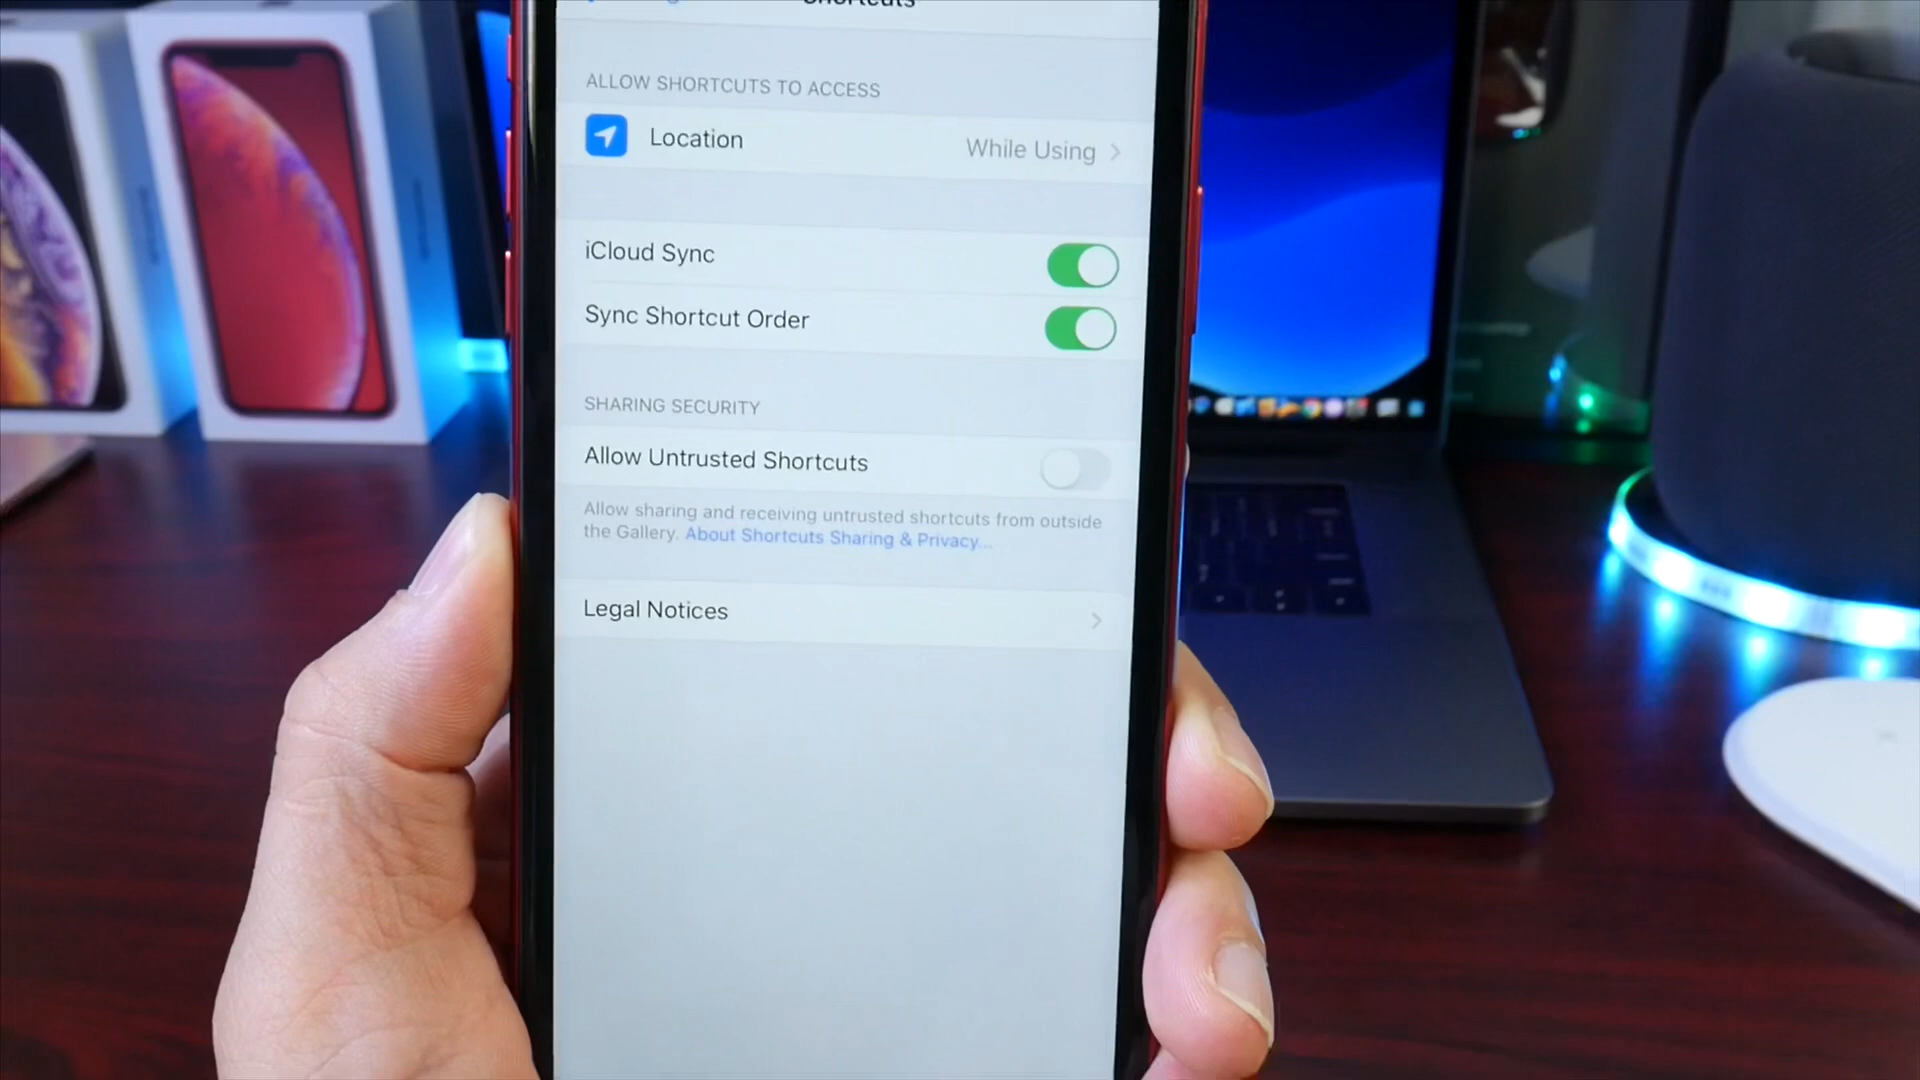 Shortcuts
ALLOW SHORTCUTS TO ACCESS
Location
While Using
iCloud Sync
Sync Shortcut Order
SHARING SECURITY
Allow Untrusted Shortcuts
Allow sharing and receiving untrusted shortcuts from outside
the Gallery. About Shortcuts Sharing & Privacy...
Legal Notices